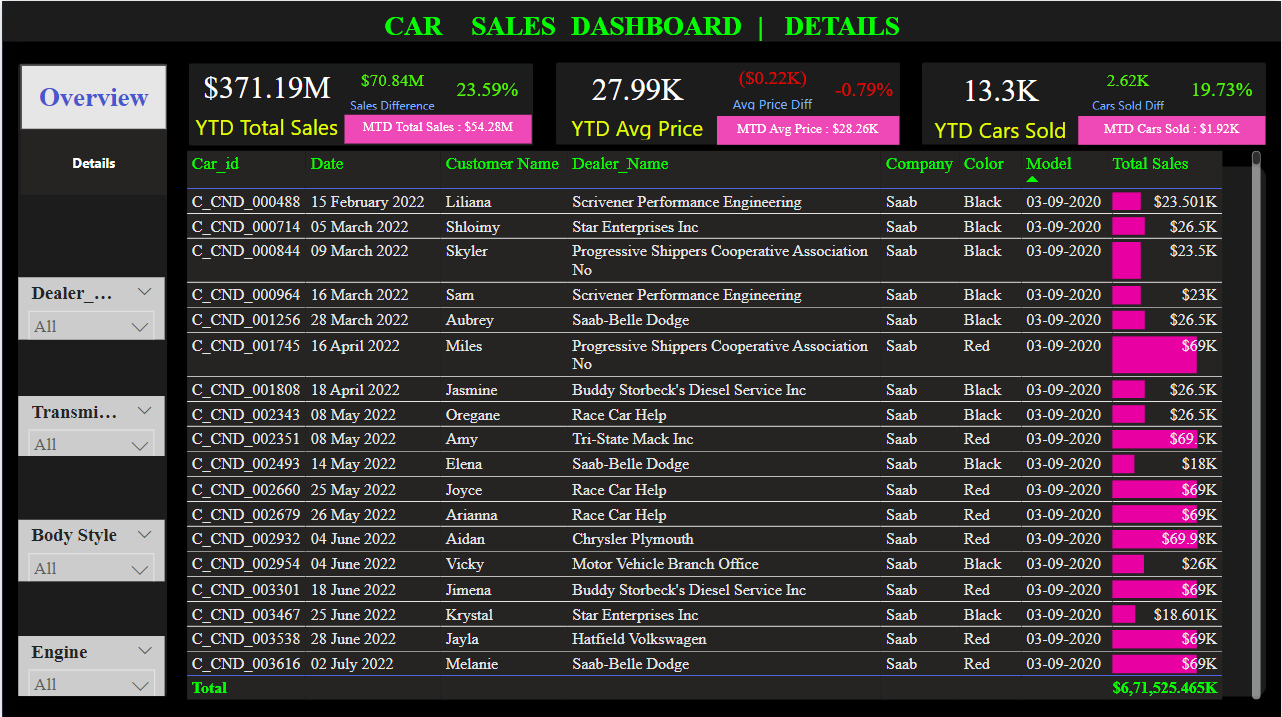 CAR SALES DASHBOARD | DETAILS
Overview
Details
$371.19M
$70.84M
Sales Difference
23.59%
YTD Total Sales
MTD Total Sales : $54.28M
27.99K
($0.22K)
Avg Price Diff
-0.79%
YTD Avg Price
MTD Avg Price : $28.26K
13.3K
2.62K
Cars Sold Diff
19.73%
YTD Cars Sold
MTD Cars Sold : $1.92K
Dealer_...
All
Transmi...
All
Body Style
All
Engine
All
Car_id Date Customer Name Dealer_Name Company Color Model Total Sales
C_CND_000488 15 February 2022 Liliana Scrivener Performance Engineering Saab Black 03-09-2020 $23.501K
C_CND_000714 05 March 2022 Shloimy Star Enterprises Inc Saab Black 03-09-2020 $26.5K
C_CND_000844 09 March 2022 Skyler Progressive Shippers Cooperative Association Saab Black 03-09-2020 $23.5K
No
C_CND_000964 16 March 2022 Sam Scrivener Performance Engineering Saab Black 03-09-2020 $23K
C_CND_001256 28 March 2022 Aubrey Saab-Belle Dodge Saab Black 03-09-2020 $26.5K
C_CND_001745 16 April 2022 Miles Progressive Shippers Cooperative Association Saab Red 03-09-2020 $69K
No
C_CND_001808 18 April 2022 Jasmine Buddy Storbeck's Diesel Service Inc Saab Black 03-09-2020 $26.5K
C_CND_002343 08 May 2022 Oregane Race Car Help Saab Black 03-09-2020 $26.5K
C_CND_002351 08 May 2022 Amy Tri-State Mack Inc Saab Red 03-09-2020 $69.5K
C_CND_002493 14 May 2022 Elena Saab-Belle Dodge Saab Black 03-09-2020 $18K
C_CND_002660 25 May 2022 Joyce Race Car Help Saab Red 03-09-2020 $69K
C_CND_002679 26 May 2022 Arianna Race Car Help Saab Red 03-09-2020 $69K
C_CND_002932 04 June 2022 Aidan Chrysler Plymouth Saab Red 03-09-2020 $69.98K
C_CND_002954 04 June 2022 Vicky Motor Vehicle Branch Office Saab Black 03-09-2020 $26K
C_CND_003301 18 June 2022 Jimena Buddy Storbeck's Diesel Service Inc Saab Red 03-09-2020 $69K
C_CND_003467 25 June 2022 Krystal Star Enterprises Inc Saab Black 03-09-2020 $18.601K
C_CND_003538 28 June 2022 Jayla Hatfield Volkswagen Saab Red 03-09-2020 $69K
C_CND_003616 02 July 2022 Melanie Saab-Belle Dodge Saab Red 03-09-2020 $69K
Total $6,71,525.465K